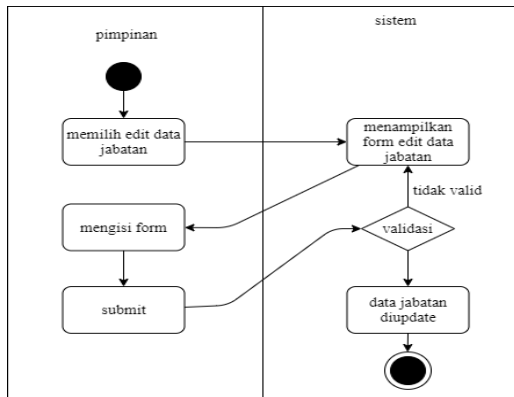 pimpinan
sistem
memilih edit data
jabatan
menampilkan
form edit data
jabatan
tidak valid
mengisi form
validasi
submit
data jabatan
diupdate